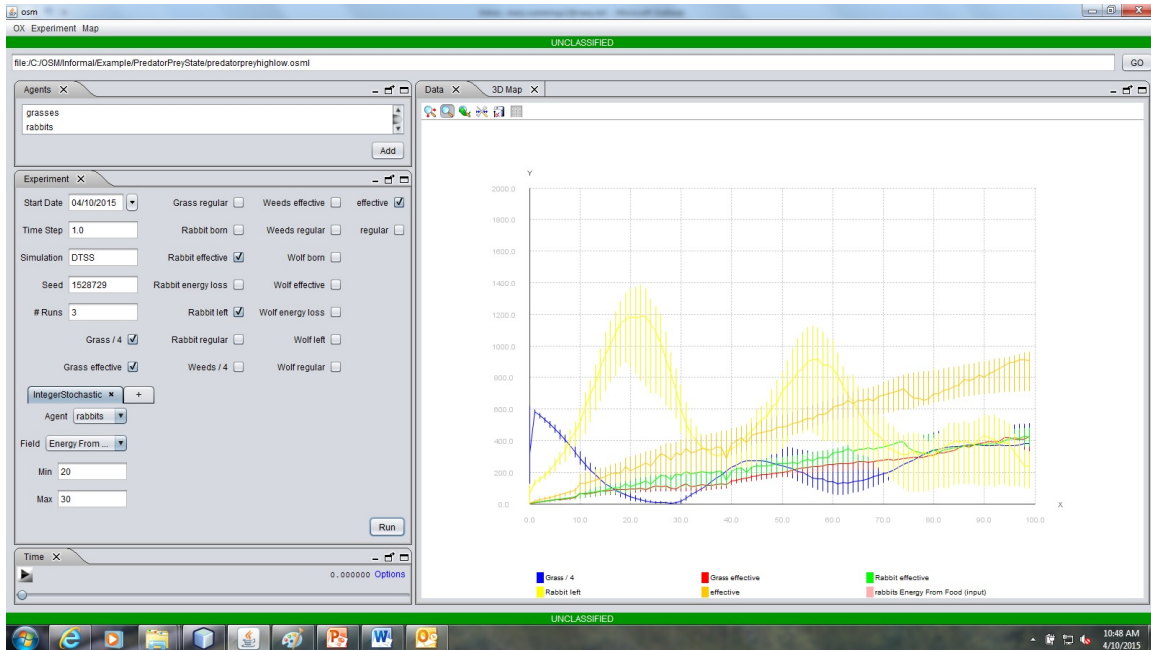 osm
OX Experiment Map
UNCLASSIFIED
file:/C:/OSM/Informal/Example/PredatorPreyState/predatorpreyhighlow.osml GO
Agents X
grasses
rabbits
Add
Experiment X
Start Date 04/10/2015 Grass regular Weeds effective effective
Time Step 1.0 Rabbit born Weeds regular regular
Simulation DTSS Rabbit effective Wolf born
Seed 1528729 Rabbit energy loss Wolf effective
# Runs 3 Rabbit left Wolf energy loss
Grass / 4 Rabbit regular Wolf left
Grass effective Weeds / 4 Wolf regular
IntegerStochastic × +
Agent rabbits
Field Energy From ...
Min 20
Max 30
Run
Time X
0.000000 Options
Data X 3D Map X
Y
2000.0
1800.0
1600.0
1400.0
1200.0
1000.0
800.0
600.0
400.0
200.0
0.0
X
0.0 10.0 20.0 30.0 40.0 50.0 60.0 70.0 80.0 90.0 100.0
Grass / 4 Grass effective Rabbit effective
Rabbit left effective rabbits Energy From Food (input)
UNCLASSIFIED
10:48 AM
4/10/2015